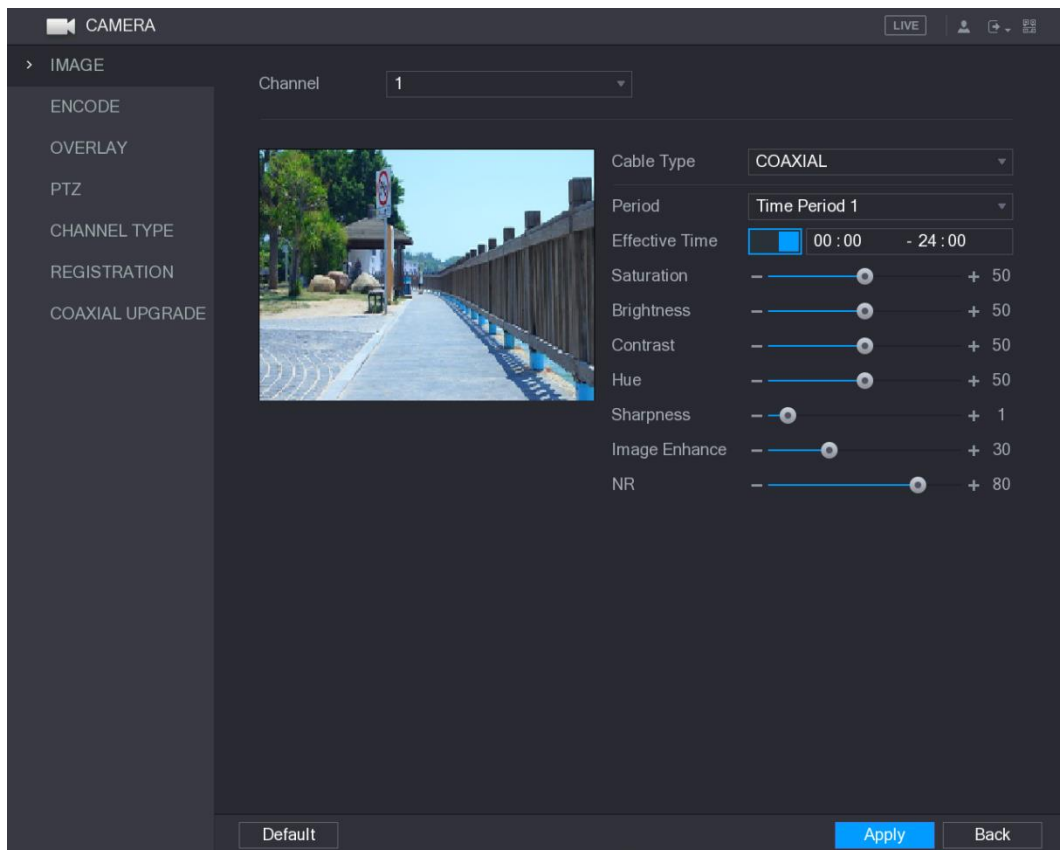 CAMERA
LIVE
IMAGE
ENCODE
OVERLAY
PTZ
CHANNEL TYPE
REGISTRATION
COAXIAL UPGRADE
Channel 1
Cable Type COAXIAL
Period Time Period 1
Effective Time 00 : 00 - 24 : 00
Saturation - + 50
Brightness - + 50
Contrast - + 50
Hue - + 50
Sharpness - + 1
Image Enhance - + 30
NR - + 80
Default Apply Back